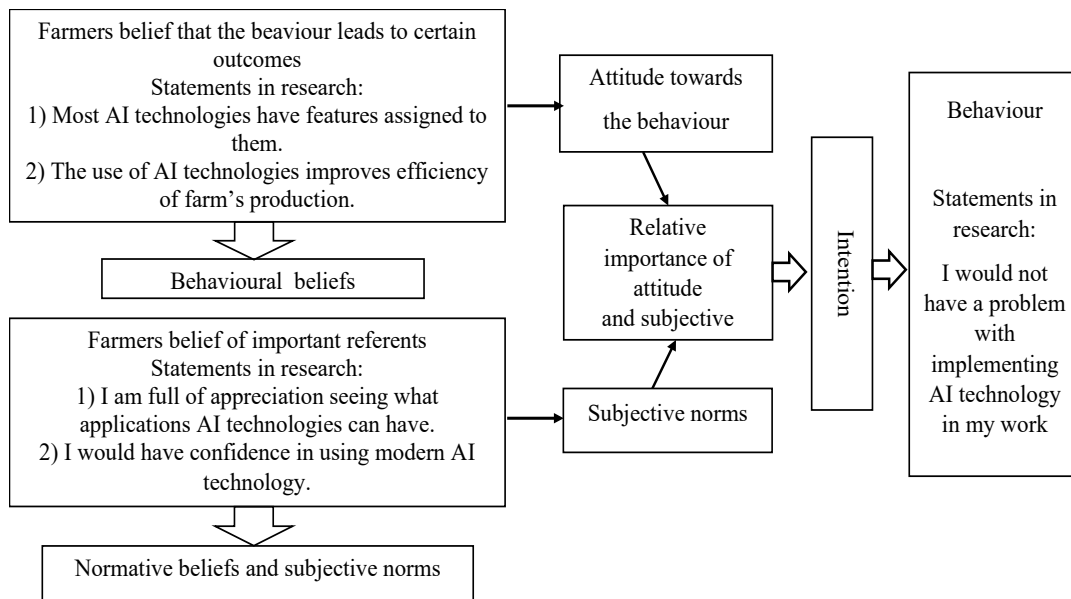 Farmers belief that the beaviour leads to certain
outcomes
Statements in research:
1) Most AI technologies have features assigned to
them.
2) The use of AI technologies improves efficiency
of farm’s production.
Behavioural beliefs
Farmers belief of important referents
Statements in research:
1) I am full of appreciation seeing what
applications AI technologies can have.
2) I would have confidence in using modern AI
technology.
Normative beliefs and subjective norms
Attitude towards
the behaviour
Relative
importance of
attitude
and subjective
Subjective norms
Intention
Behaviour
Statements in
research:
I would not
have a problem
with
implementing
AI technology
in my work